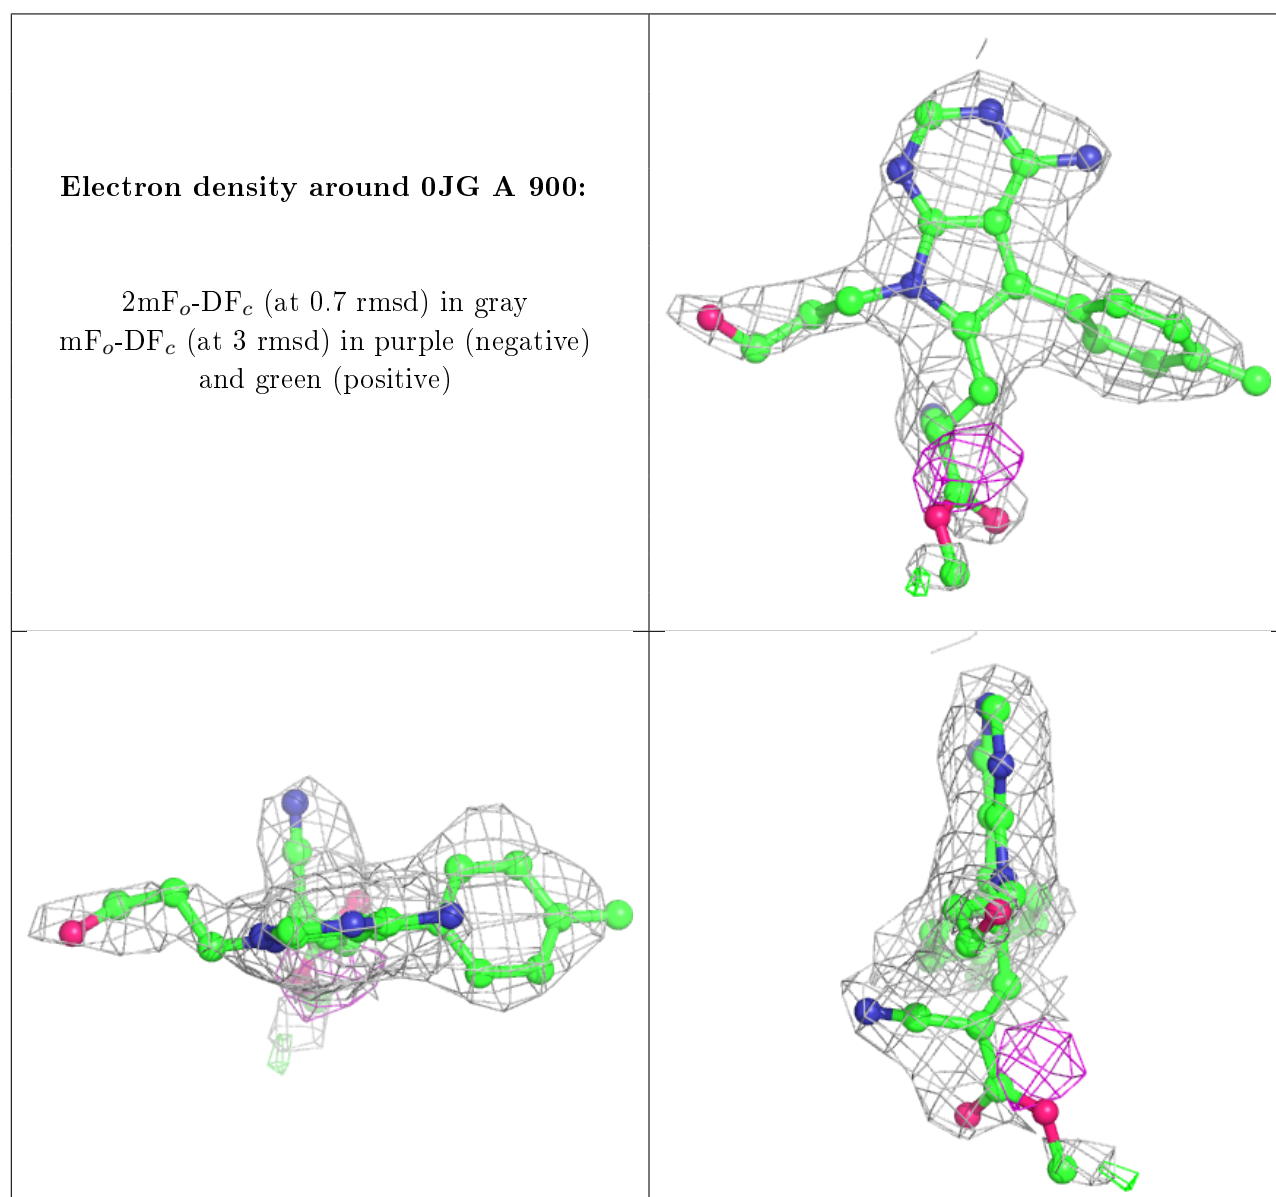 Electron density around 0JG A 900:
2mFo-DFc (at 0.7 rmsd) in gray
mFo-DFc (at 3 rmsd) in purple (negative)
and green (positive)